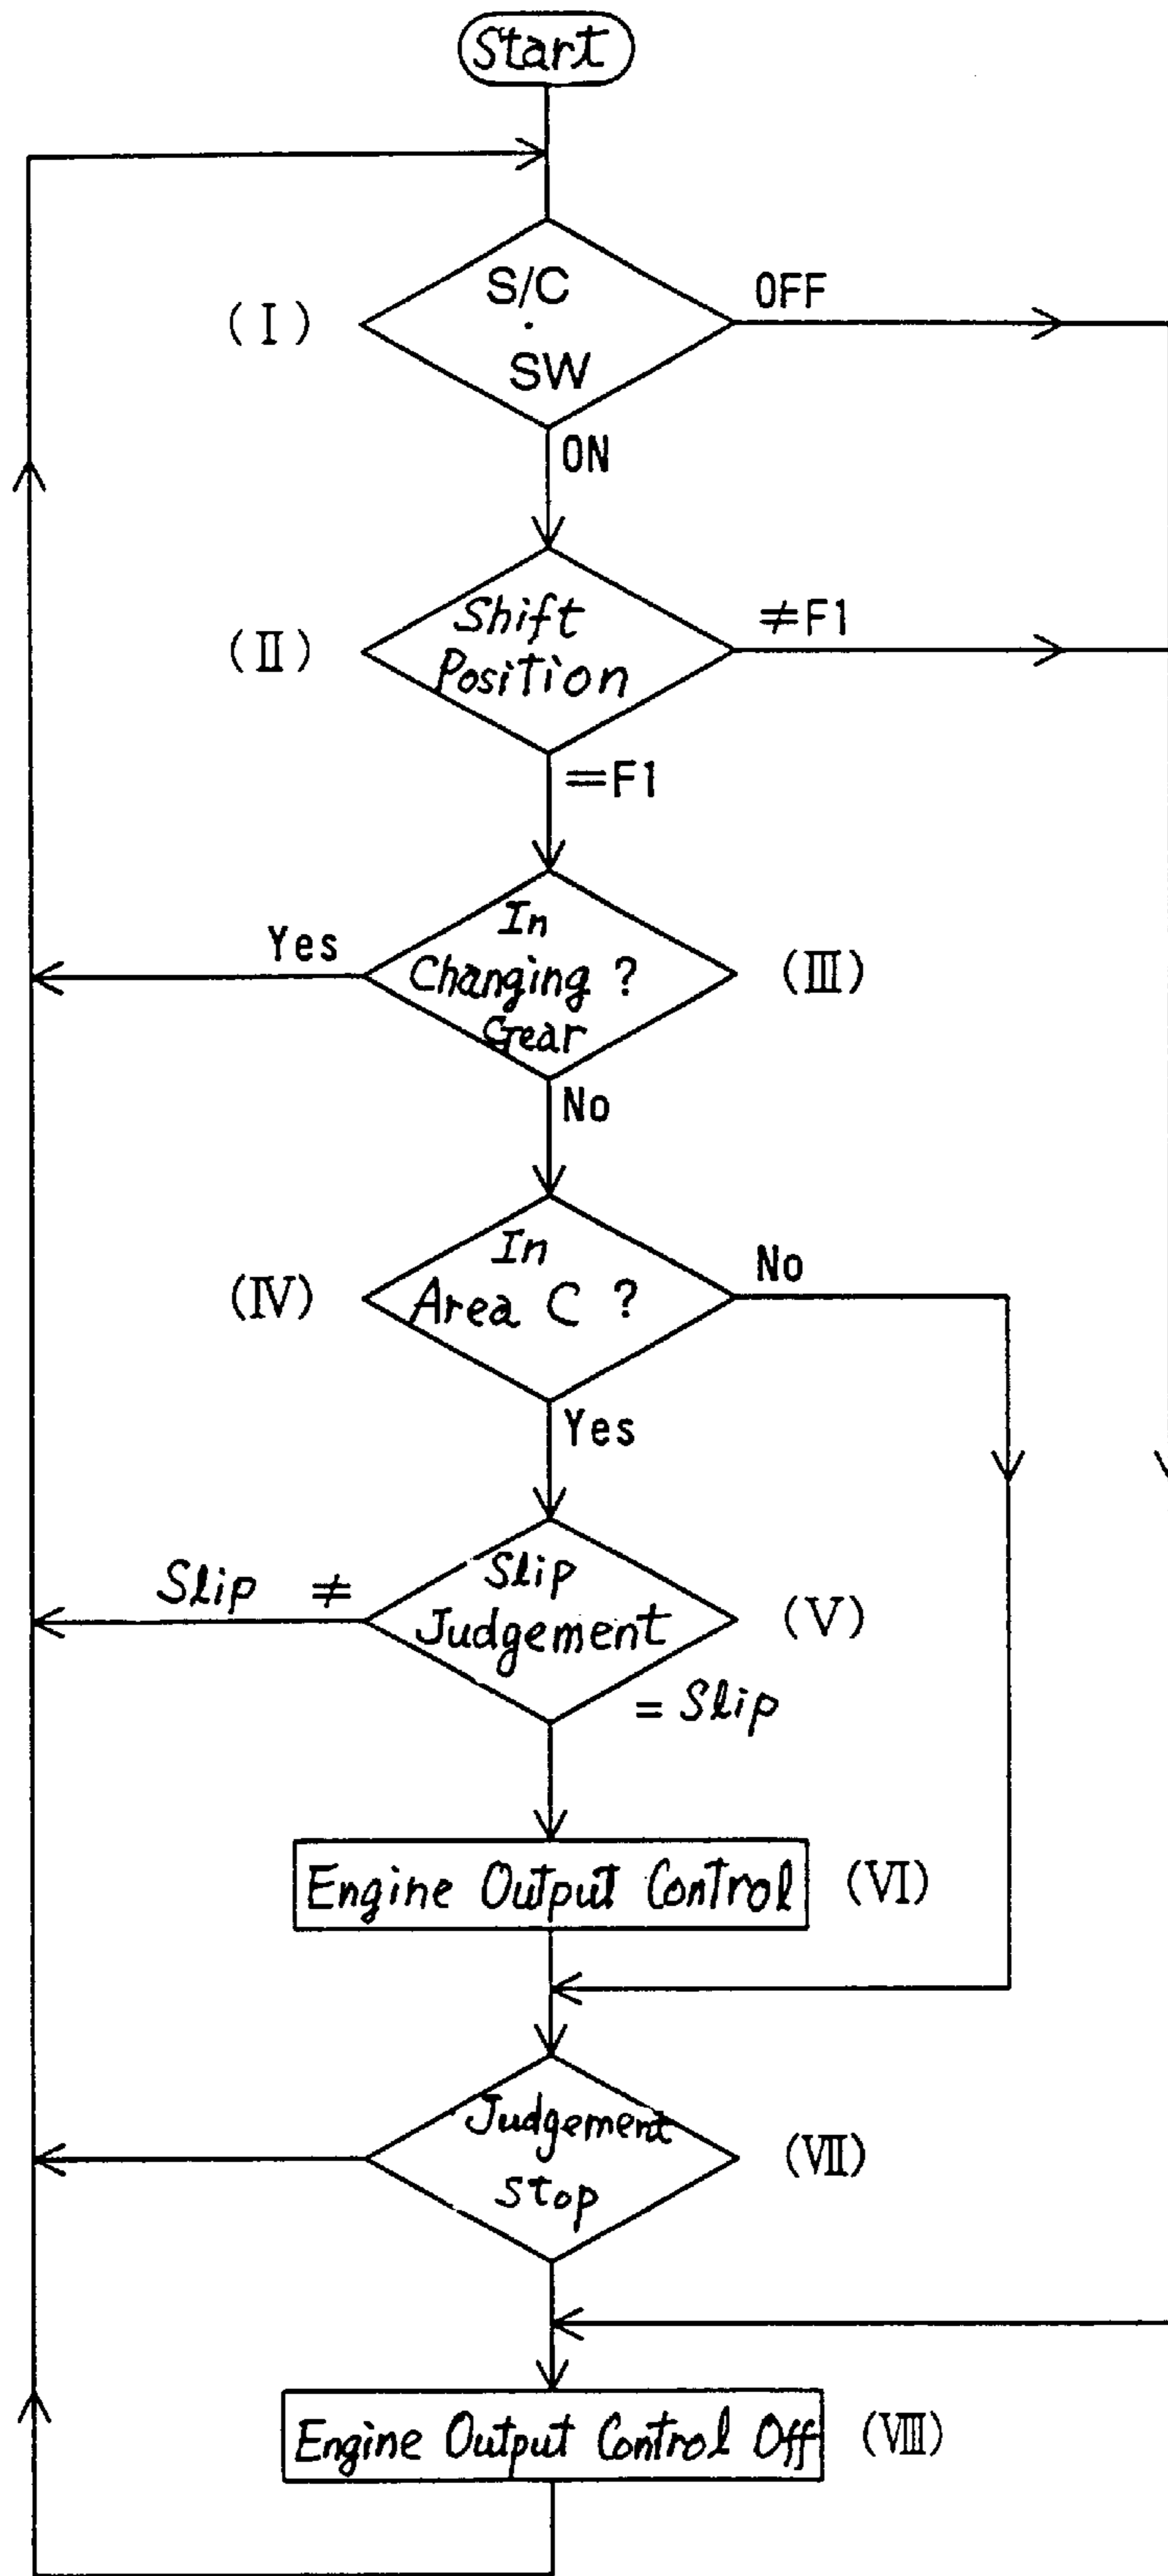 Start
S/C
·
SW
(Ⅰ)
OFF
ON
Shift
Position
(Ⅱ)
≠F1
=F1
In
Changing ?
Gear
Yes
(Ⅲ)
No
In
Area C ?
(Ⅳ)
No
Yes
Slip
Judgement
Slip ≠
(Ⅴ)
= Slip
Engine Output Control
(Ⅵ)
Judgement
Stop
(Ⅶ)
Engine Output Control Off
(Ⅷ)